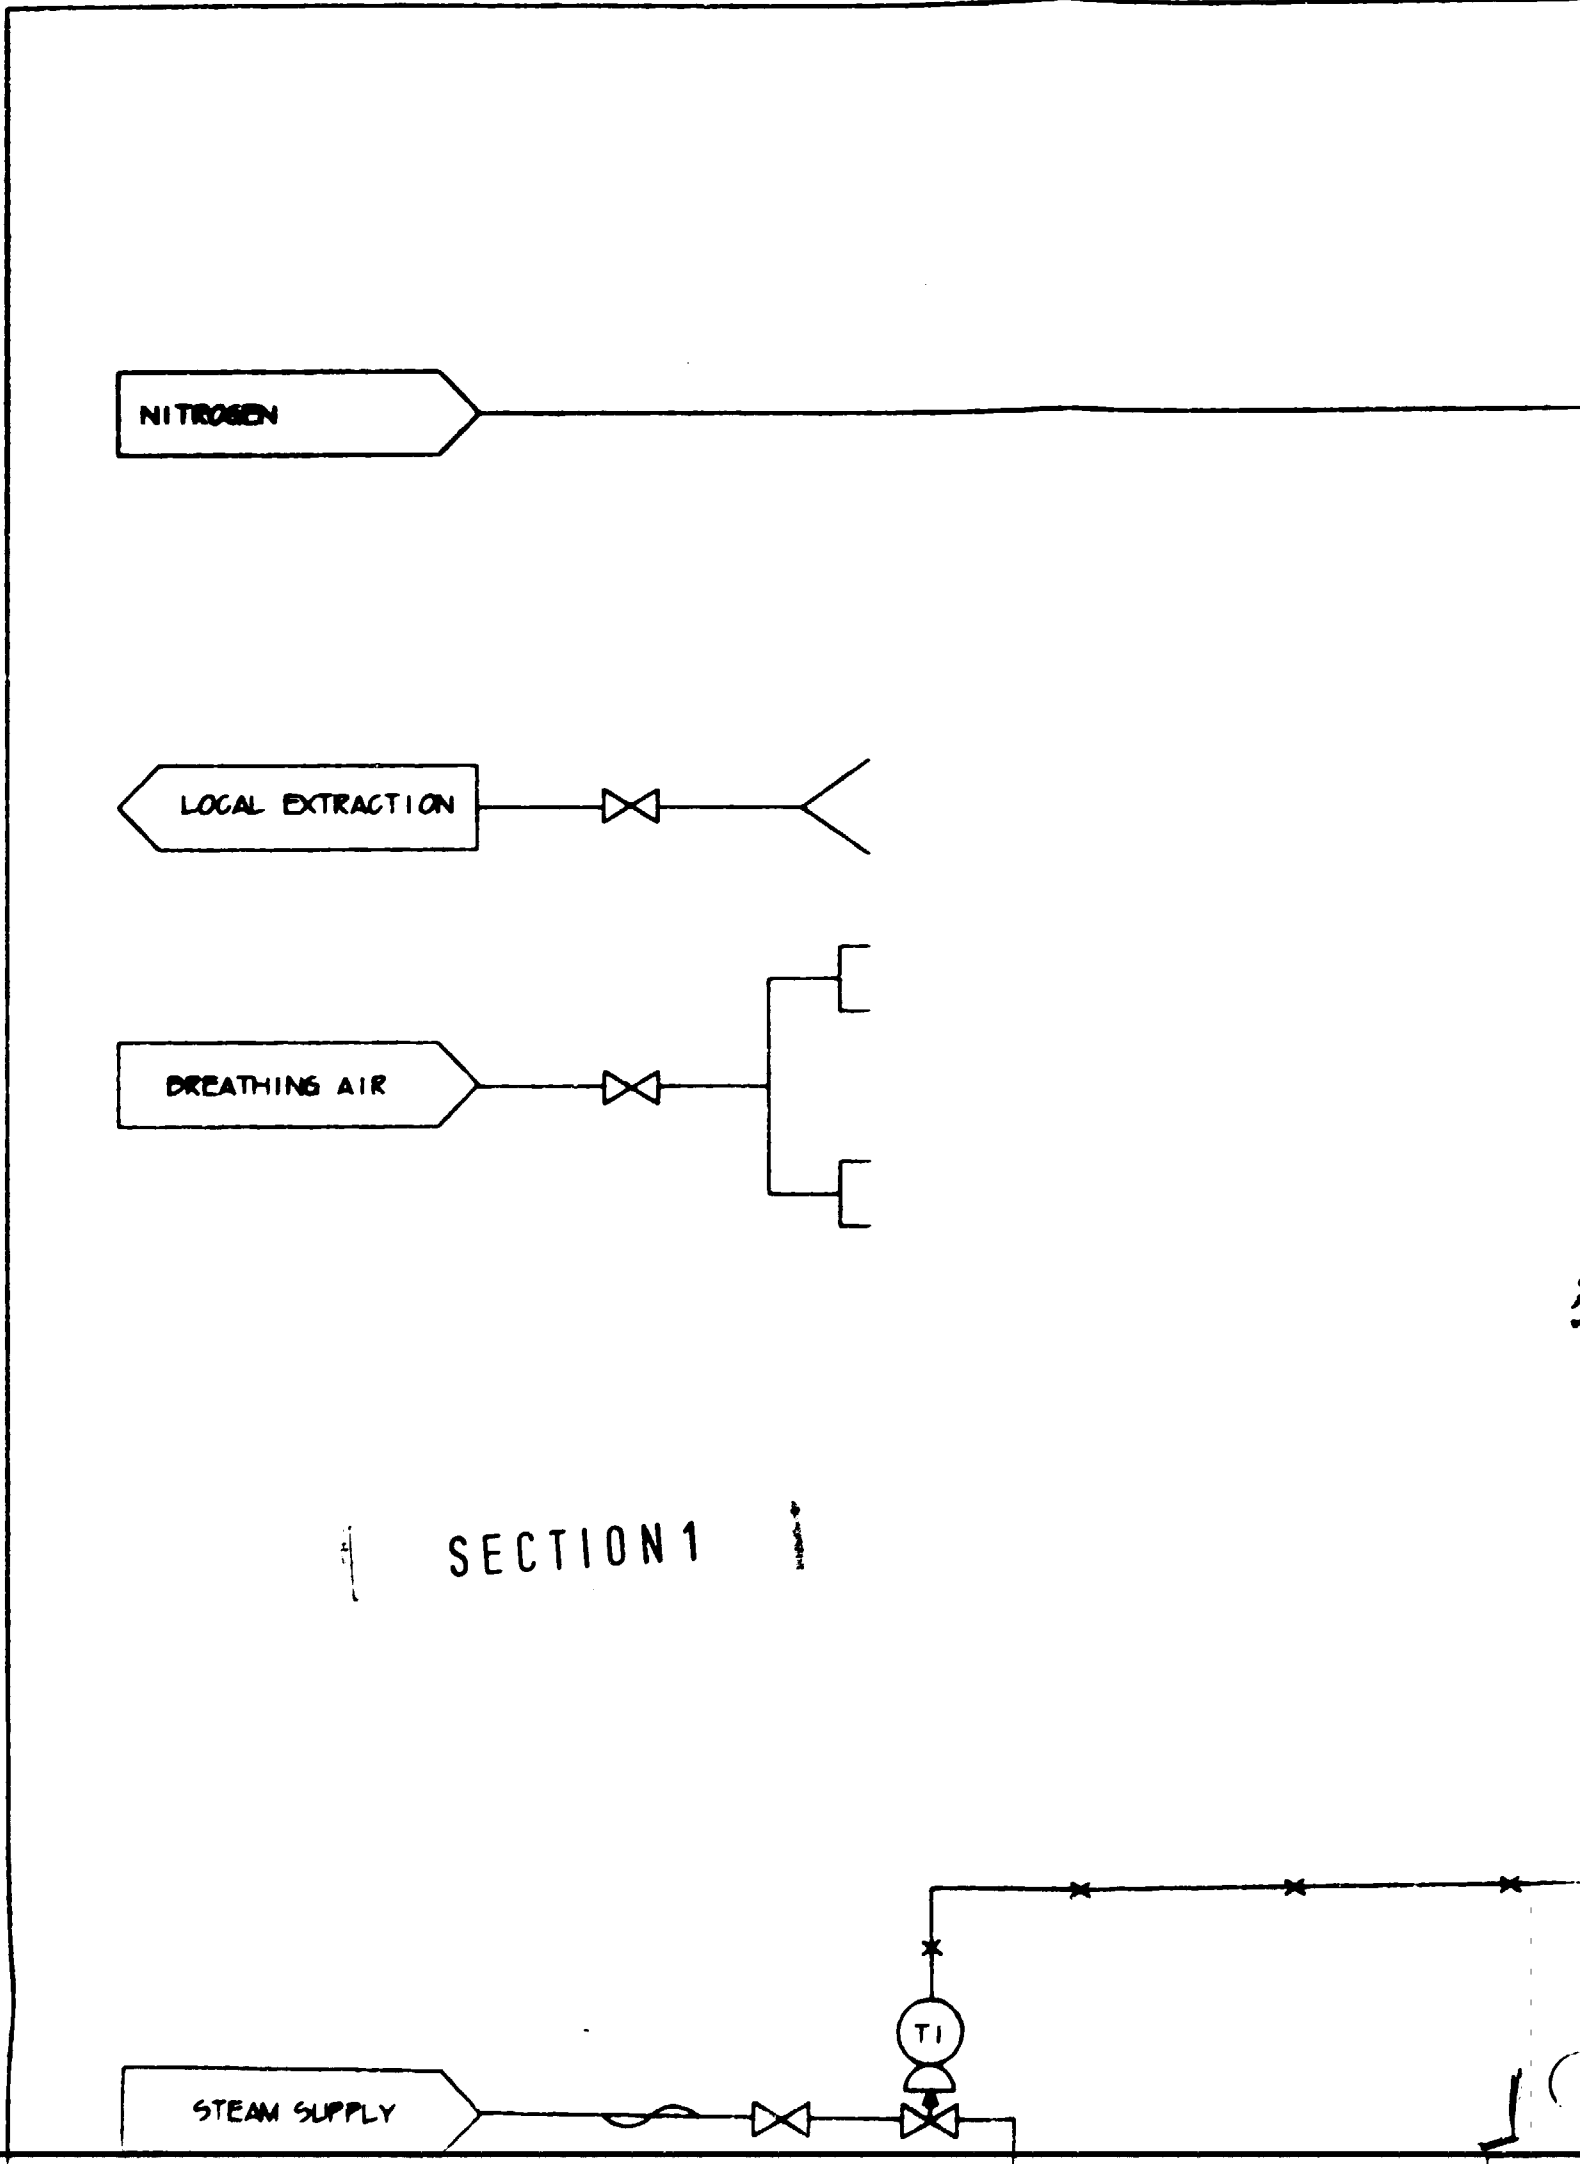 NITROGEN
LOCAL EXTRACTION
BREATHING AIR
SECTION 1
TI
STEAM SUPPLY